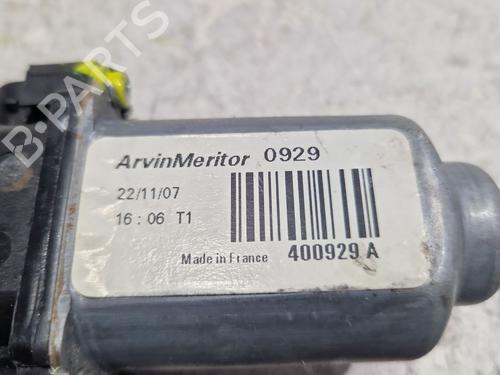 ArvinMeritor 0929
22/11/07
16:06 T1
Made in France
400929 A
B-PARTS